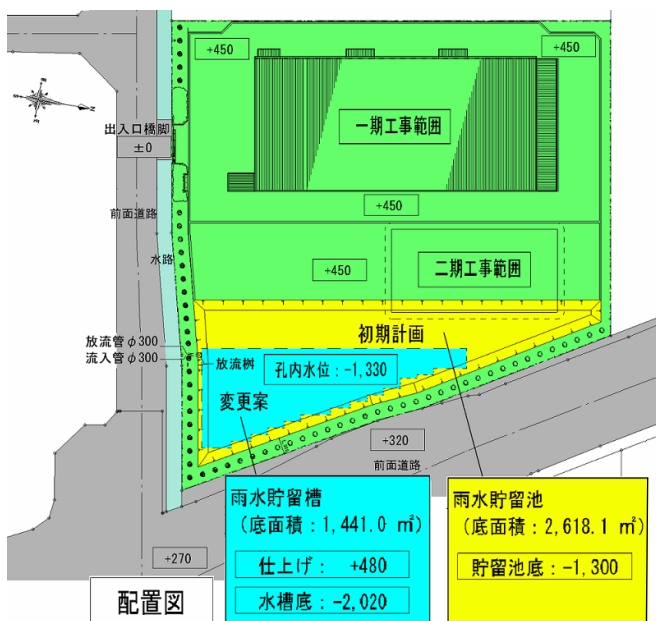 +450
+450
一期工事範囲
出入口橋脚
±0
+450
前面道路
水路
+450
二期工事範囲
初期計画
放流管φ300
流入管φ300
放流桝
孔内水位：-1,330
変更案
+320
前面道路
雨水貯留槽
（底面積：1,441.0 ㎡）
仕上げ： +480
水槽底：-2,020
雨水貯留池
（底面積：2,618.1 ㎡）
貯留池底：-1,300
+270
配置図